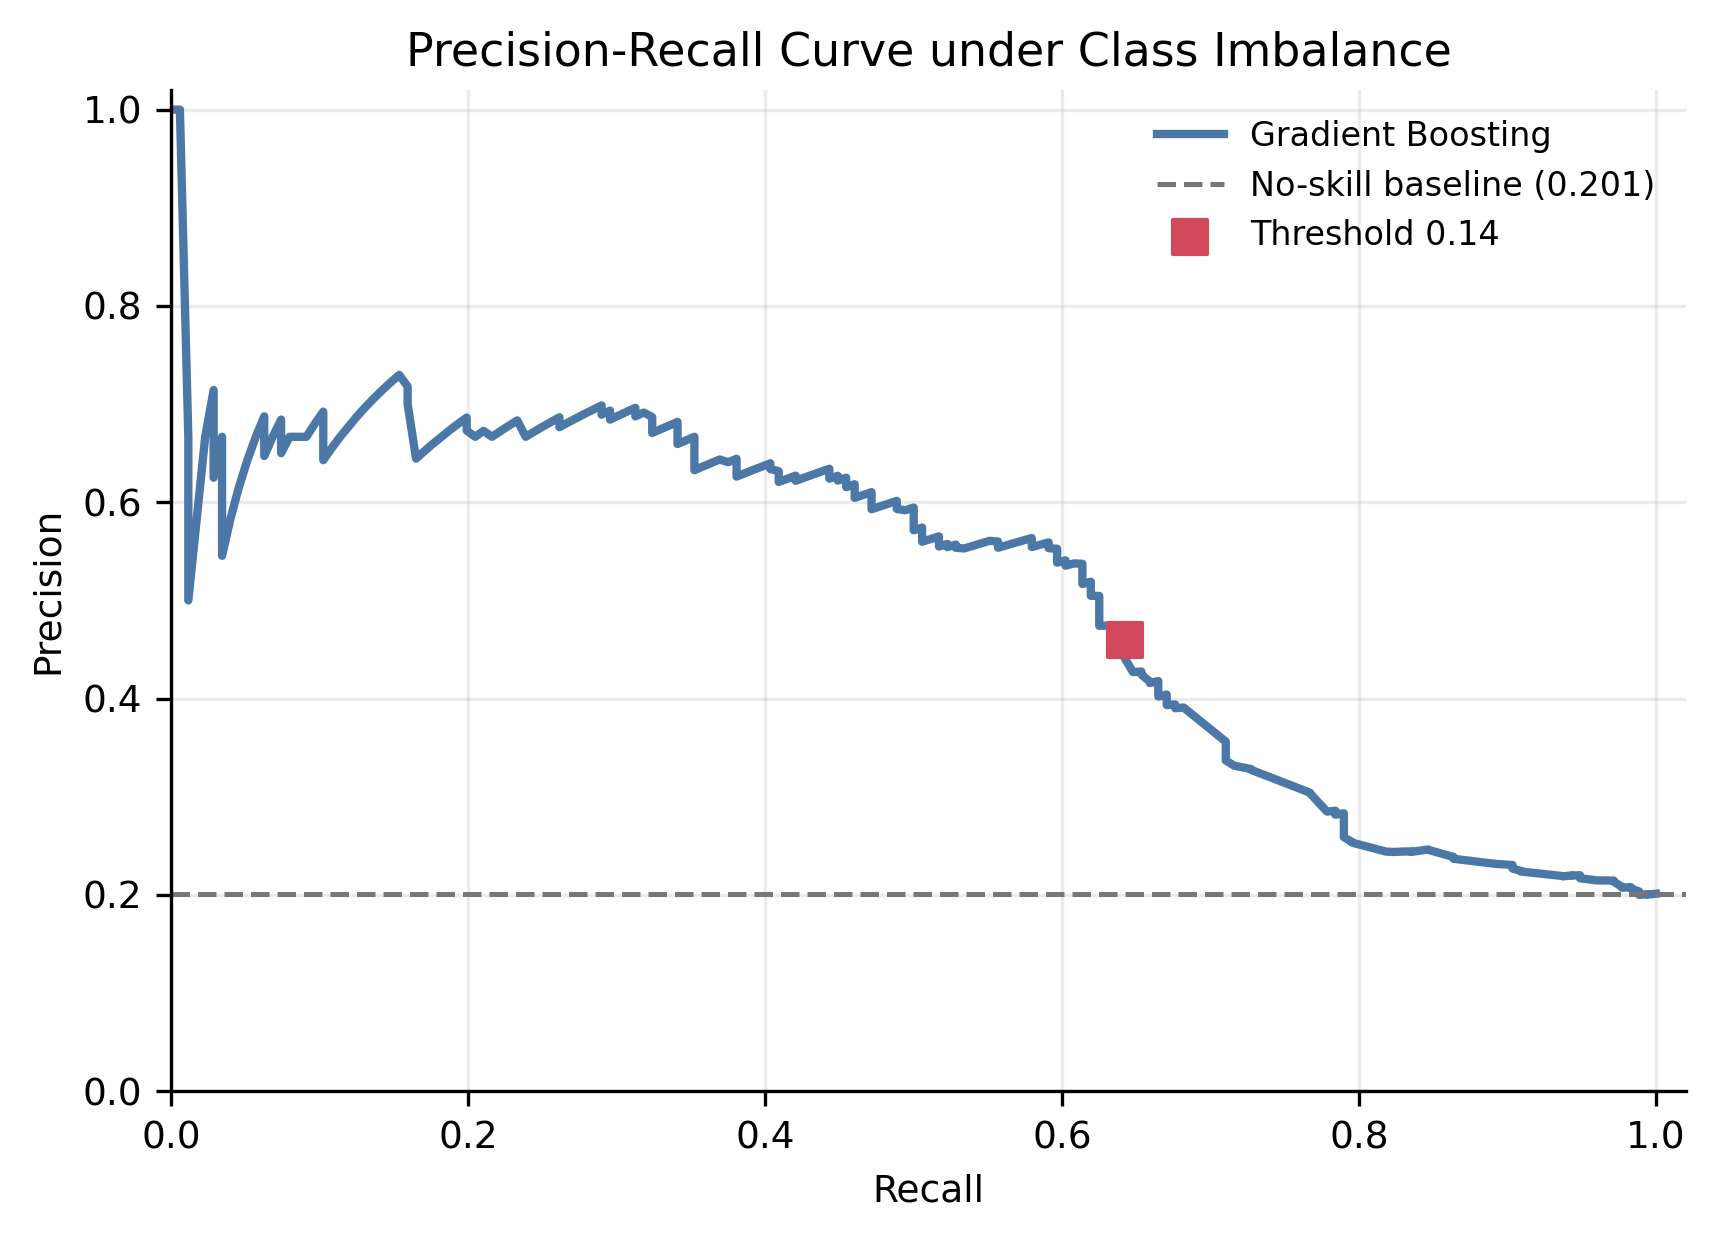 Precision-Recall Curve under Class Imbalance
Gradient Boosting
No-skill baseline (0.201)
Threshold 0.14
Precision
1.0
0.8
0.6
0.4
0.2
0.0
0.0 0.2 0.4 0.6 0.8 1.0
Recall